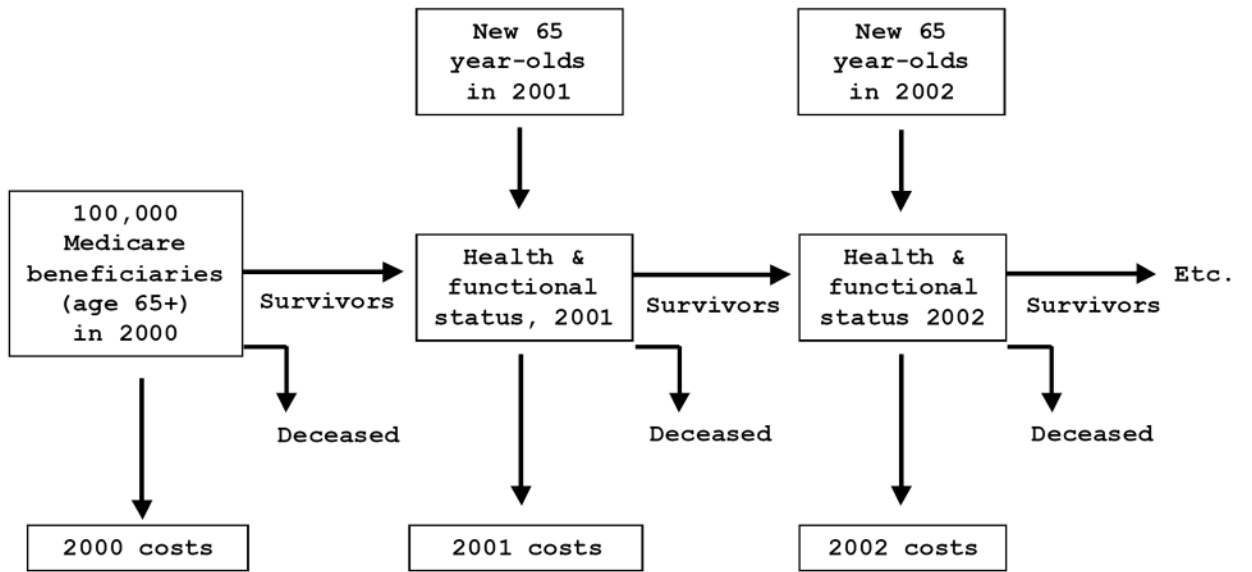 New 65
year-olds
in 2001
New 65
year-olds
in 2002
100,000
Medicare
beneficiaries
(age 65+)
in 2000
Survivors
Health &
functional
status, 2001
Survivors
Health &
functional
status 2002
Survivors
Etc.
Deceased
Deceased
Deceased
2000 costs
2001 costs
2002 costs